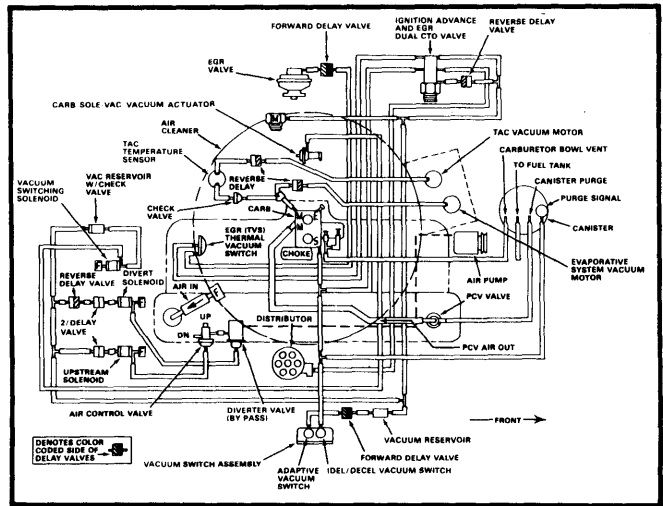 FORWARD DELAY VALVE
IGNITION ADVANCE
AND EGR
DUAL CTO VALVE
REVERSE DELAY
VALVE
EGR
VALVE
CARB SOLE-VAC VACUUM ACTUATOR
AIR
CLEANER
TAC
TEMPERATURE
SENSOR
TAC VACUUM MOTOR
CARBURETOR BOWL VENT
TO FUEL TANK
CANISTER PURGE
PURGE SIGNAL
CANISTER
VAC RESERVOIR
W/CHECK
VALVE
VACUUM
SWITCHING
SOLENOID
REVERSE
DELAY
CHECK
VALVE
CARB
M
M
F
S
CHOKE
EGR (TVS)
THERMAL
VACUUM
SWITCH
EVAPORATIVE
SYSTEM VACUUM
MOTOR
AIR PUMP
PCV VALVE
REVERSE DELAY
VALVE
DIVERT
SOLENOID
AIR IN
F
UP
DN
DISTRIBUTOR
2/DELAY
VALVE
UPSTREAM
SOLENOID
PCV AIR OUT
AIR CONTROL VALVE
DIVERTER VALVE
(BY PASS)
FRONT
VACUUM RESERVOIR
FORWARD DELAY VALVE
DENOTES COLOR
CODED SIDE OF
DELAY VALVES
VACUUM SWITCH ASSEMBLY
ADAPTIVE
VACUUM
SWITCH
IDEL/DECEL VACUUM SWITCH